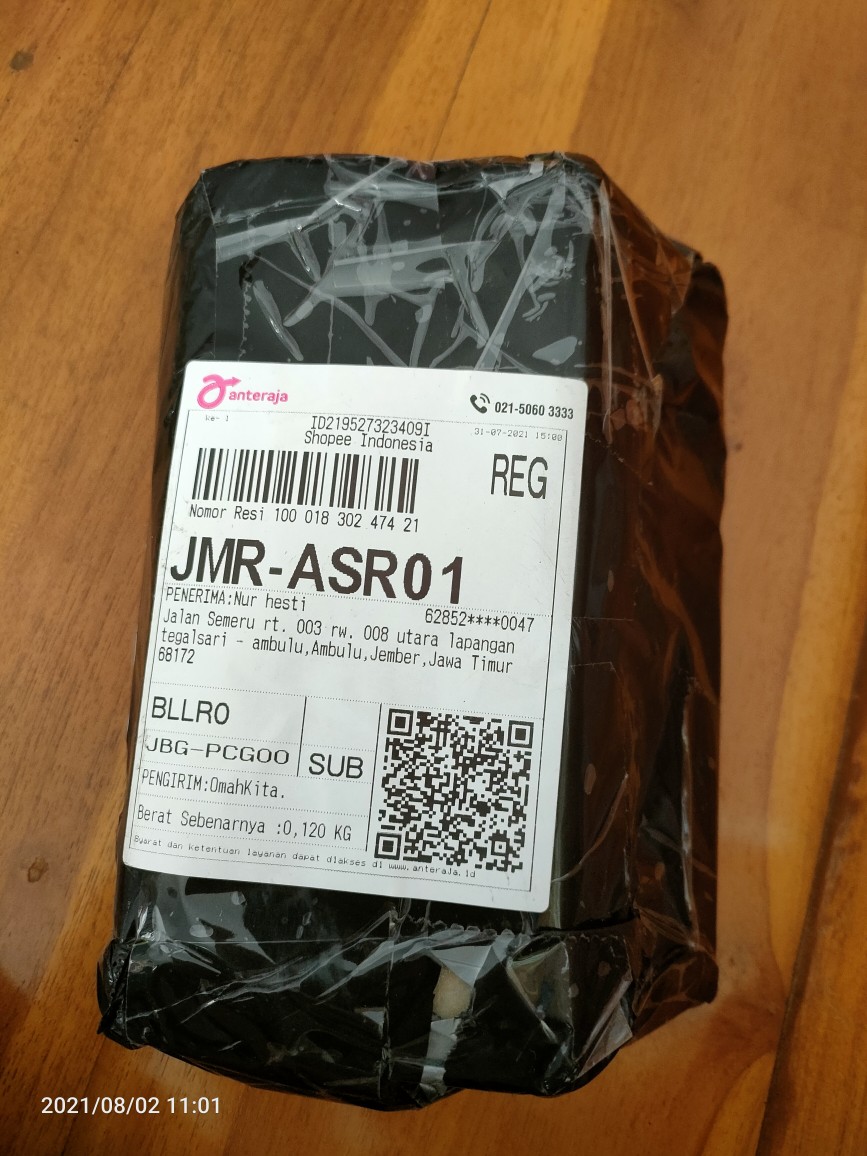 anteraja
021-5060 3333
ke- 1
ID219527323409I
31-07-2021 15:00
Shopee Indonesia
REG
Nomor Resi 100 018 302 474 21
JMR-ASR01
PENERIMA:Nur hesti
62852****0047
Jalan Semeru rt. 003 rw. 008 utara lapangan
tegalsari - ambulu,Ambulu,Jember,Jawa Timur
68172
BLLRO
JBG-PCG00
SUB
PENGIRIM:OmahKita.
Berat Sebenarnya :0,120 KG
Syarat dan ketentuan layanan dapat diakses di www.anteraja.id
2021/08/02 11:01